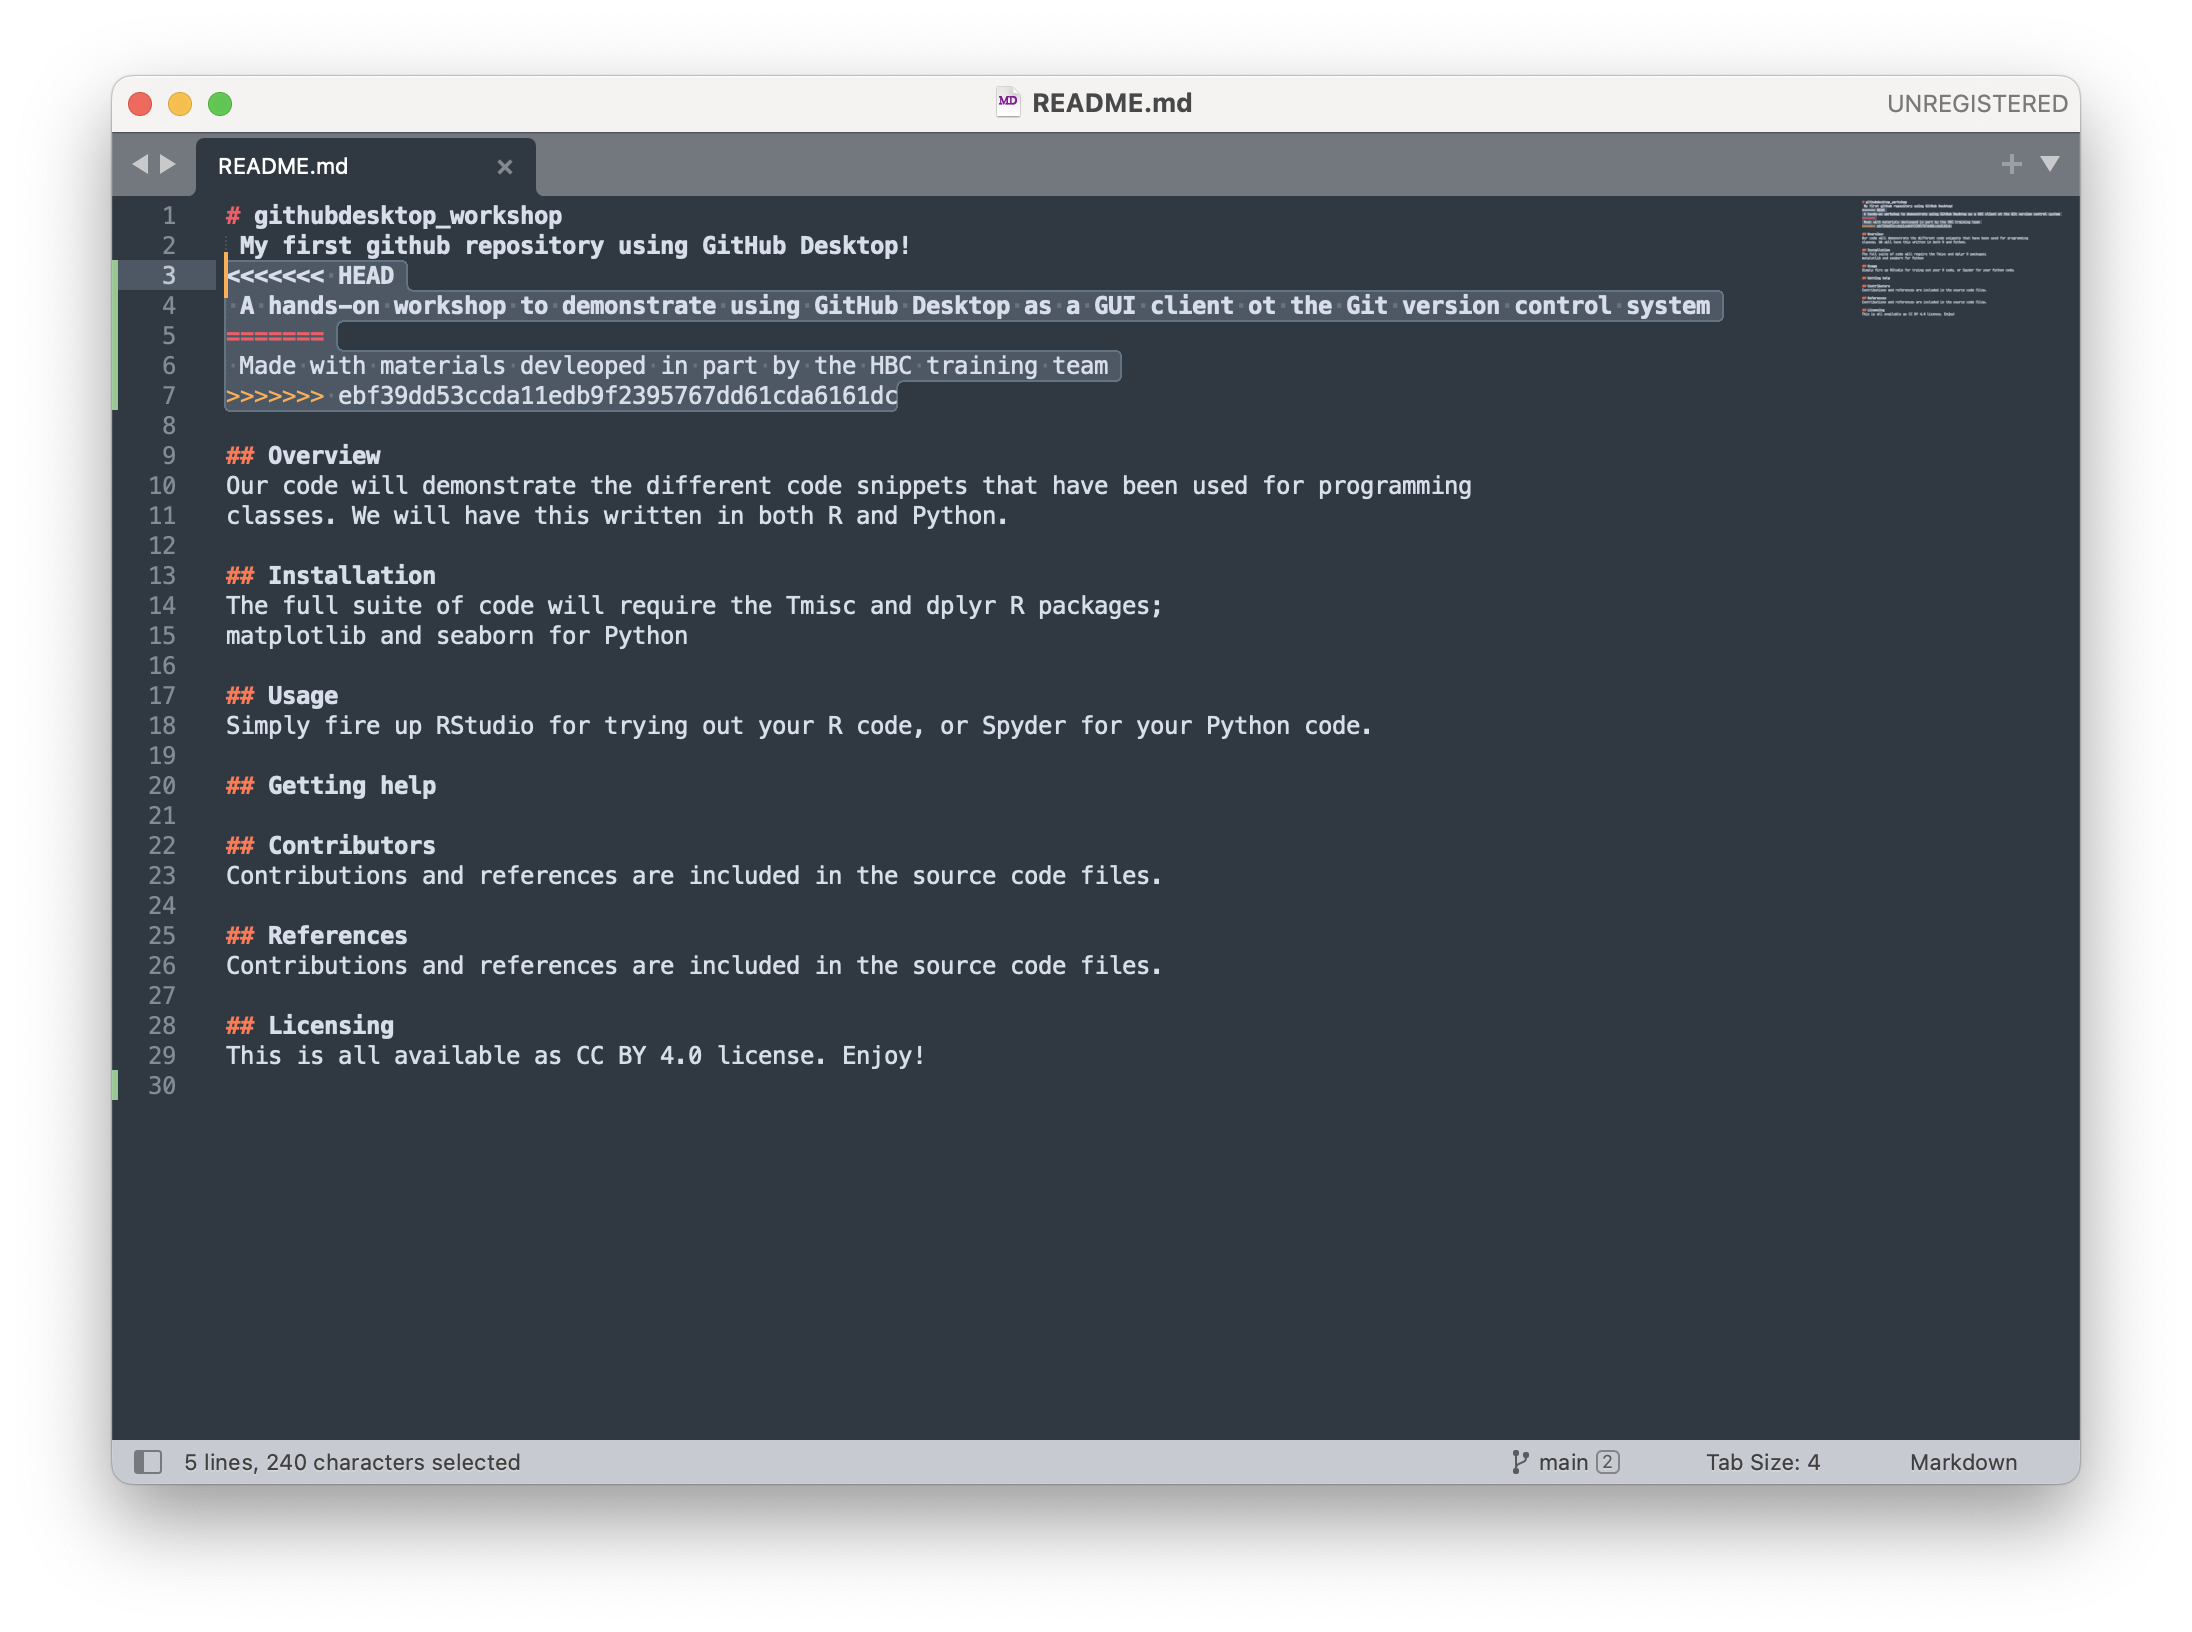 MD README.md
UNREGISTERED
README.md
1 # githubdesktop_workshop
2 My first github repository using GitHub Desktop!
3 <<<<<<< HEAD
4 A hands-on workshop to demonstrate using GitHub Desktop as a GUI client ot the Git version control system
5 =======
6 Made with materials devleoped in part by the HBC training team
7 >>>>>>> ebf39dd53ccda11edb9f2395767dd61cda6161dc
8
9 ## Overview
10 Our code will demonstrate the different code snippets that have been used for programming
11 classes. We will have this written in both R and Python.
12
13 ## Installation
14 The full suite of code will require the Tmisc and dplyr R packages;
15 matplotlib and seaborn for Python
16
17 ## Usage
18 Simply fire up RStudio for trying out your R code, or Spyder for your Python code.
19
20 ## Getting help
21
22 ## Contributors
23 Contributions and references are included in the source code files.
24
25 ## References
26 Contributions and references are included in the source code files.
27
28 ## Licensing
29 This is all available as CC BY 4.0 license. Enjoy!
30
5 lines, 240 characters selected
main 2
Tab Size: 4
Markdown